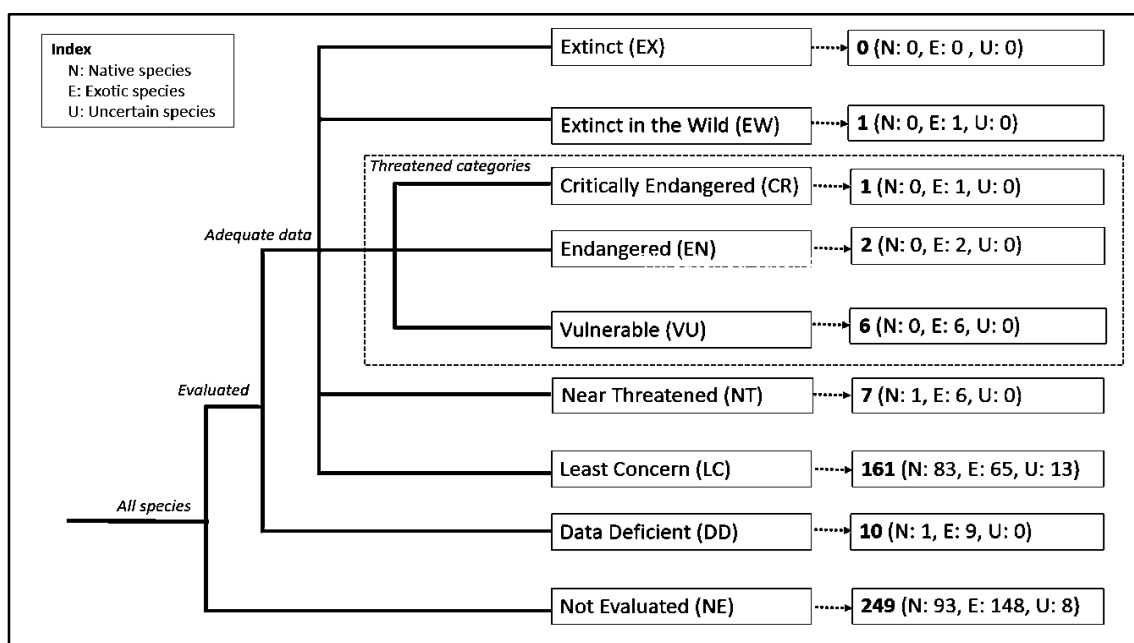 Index
N: Native species
E: Exotic species
U: Uncertain species
Extinct (EX)
0 (N: 0, E: 0 , U: 0)
Extinct in the Wild (EW)
1 (N: 0, E: 1, U: 0)
Threatened categories
Critically Endangered (CR)
1 (N: 0, E: 1, U: 0)
Adequate data
Endangered (EN)
2 (N: 0, E: 2, U: 0)
Vulnerable (VU)
6 (N: 0, E: 6, U: 0)
Evaluated
Near Threatened (NT)
7 (N: 1, E: 6, U: 0)
Least Concern (LC)
161 (N: 83, E: 65, U: 13)
All species
Data Deficient (DD)
10 (N: 1, E: 9, U: 0)
Not Evaluated (NE)
249 (N: 93, E: 148, U: 8)